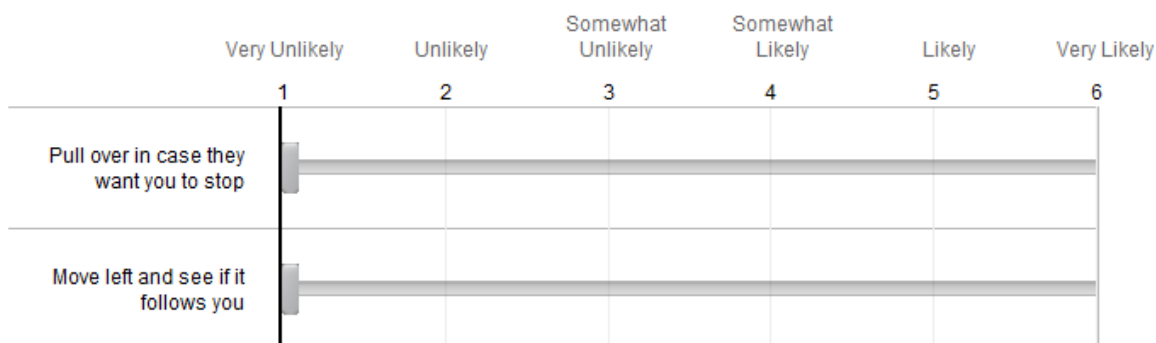 Somewhat Somewhat
Very Unlikely Unlikely Unlikely Likely Likely Very Likely
1 2 3 4 5 6
Pull over in case they
want you to stop
Move left and see if it
follows you